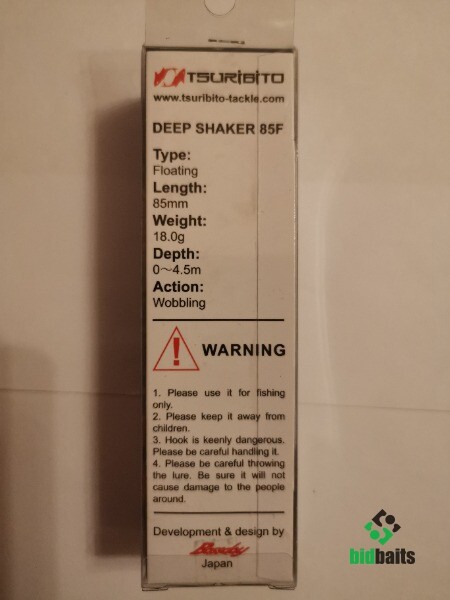 TSURIBITO
www.tsuribito-tackle.com
DEEP SHAKER 85F
Type:
Floating
Length:
85mm
Weight:
18.0g
Depth:
0～4.5m
Action:
Wobbling
WARNING
1. Please use it for fishing
only.
2. Please keep it away from
children.
3. Hook is keenly dangerous.
Please be careful handling it.
4. Please be careful throwing
the lure. Be sure it will not
cause damage to the people
around.
Development & design by
Japan
bidbaits